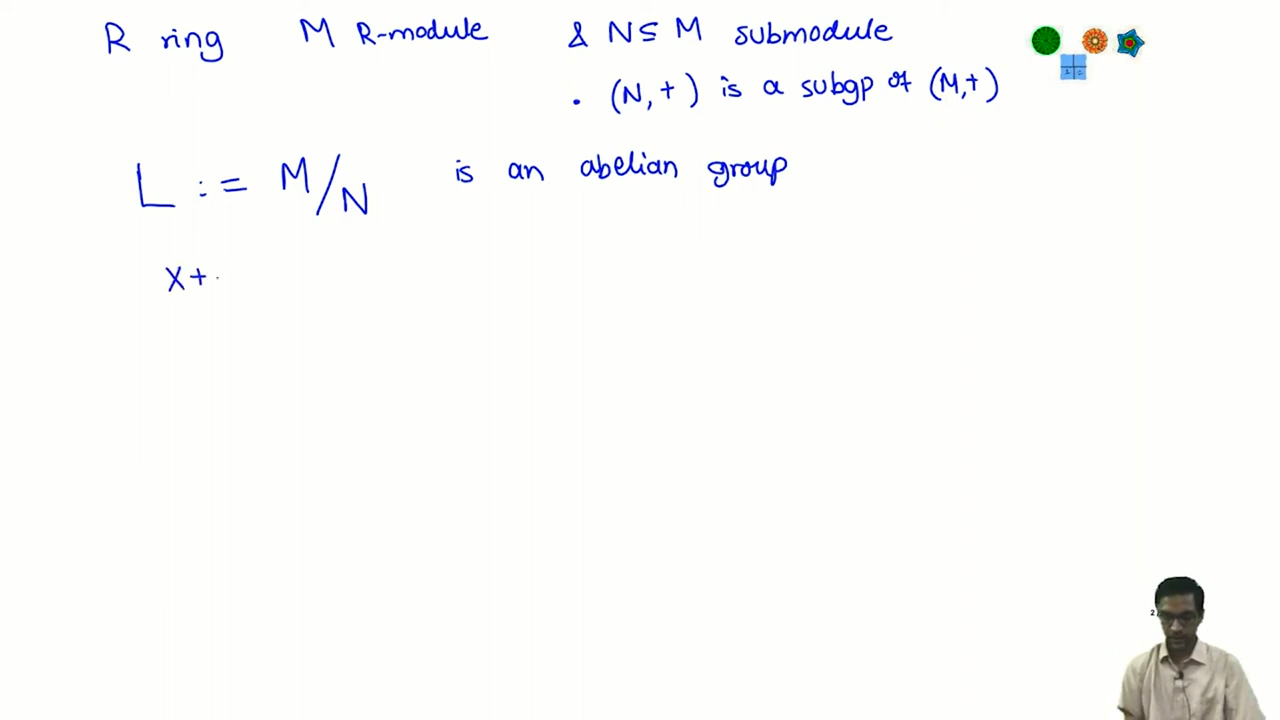 R ring M R-module & N ⊆ M submodule
. (N,+) is a subgp of (M,+)
L := M/N is an abelian group
x+